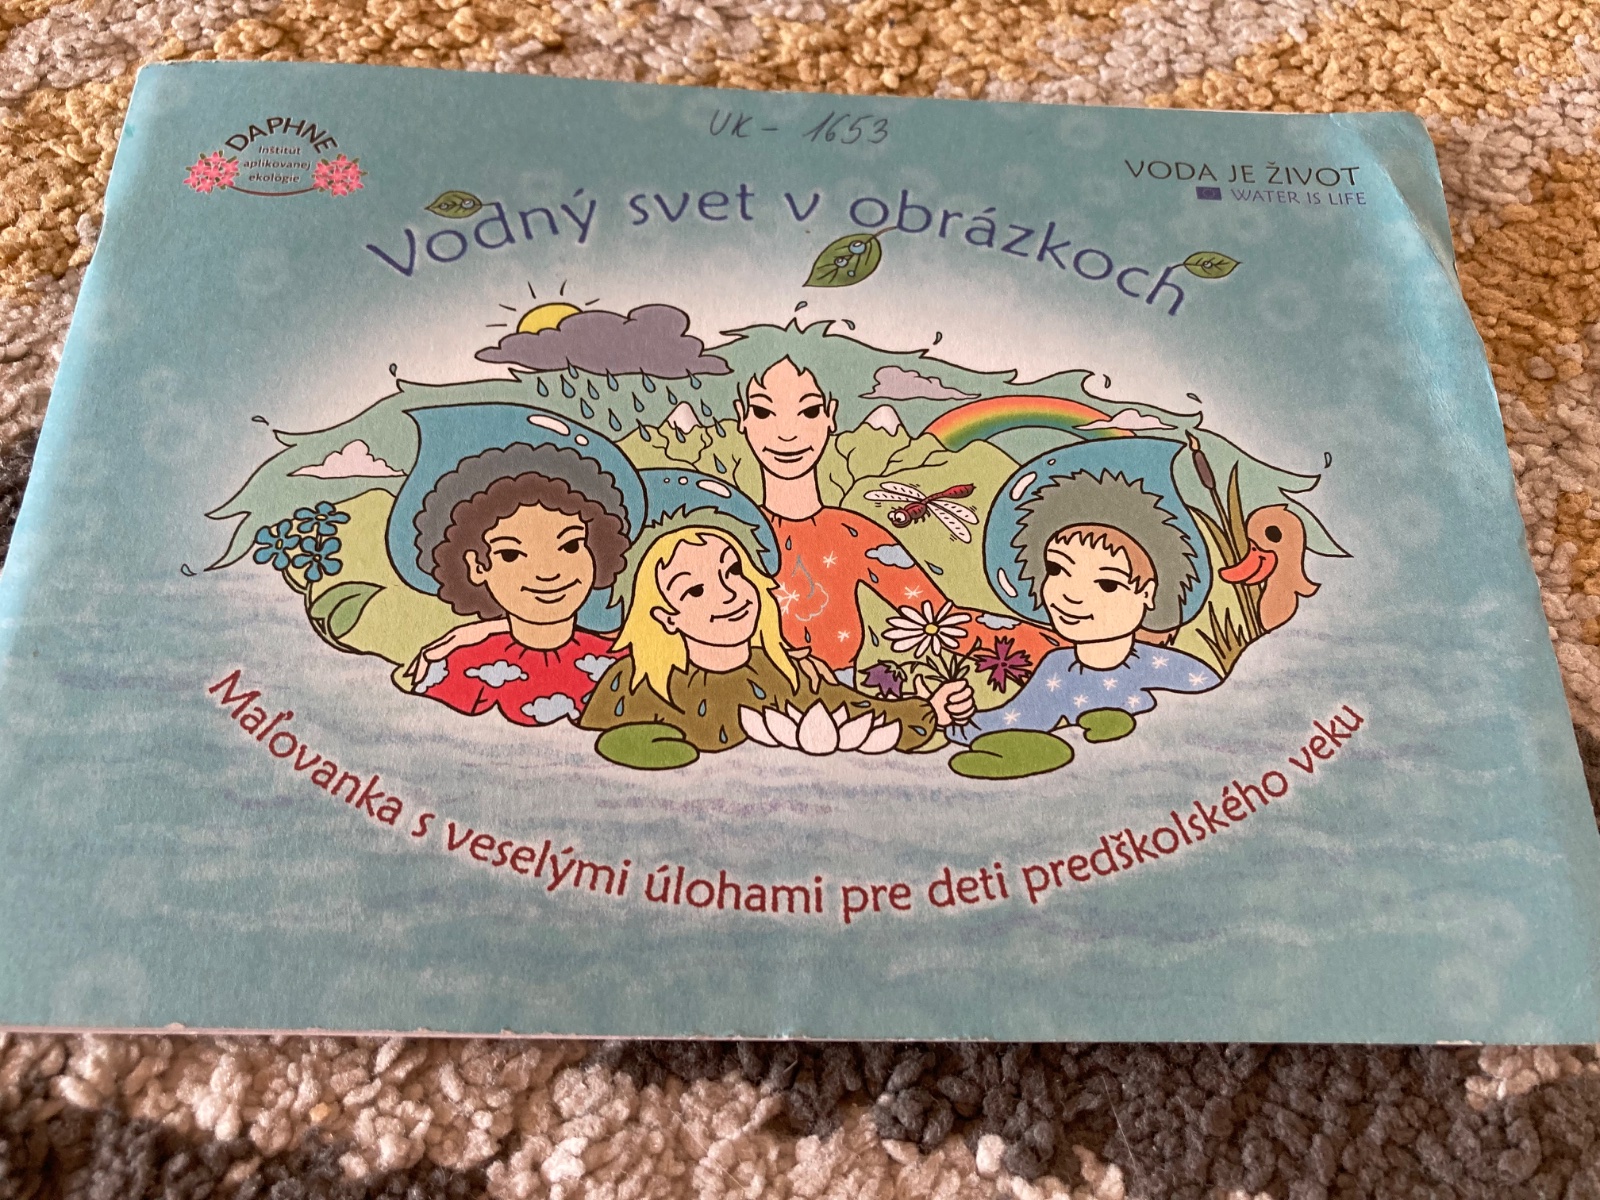 UK - 1653
DAPHNE
Inštitút
aplikovanej
ekológie
VODA JE ŽIVOT
WATER IS LIFE
Vodný svet v obrázkoch
Maľovanka s veselými úlohami pre deti predškolského veku